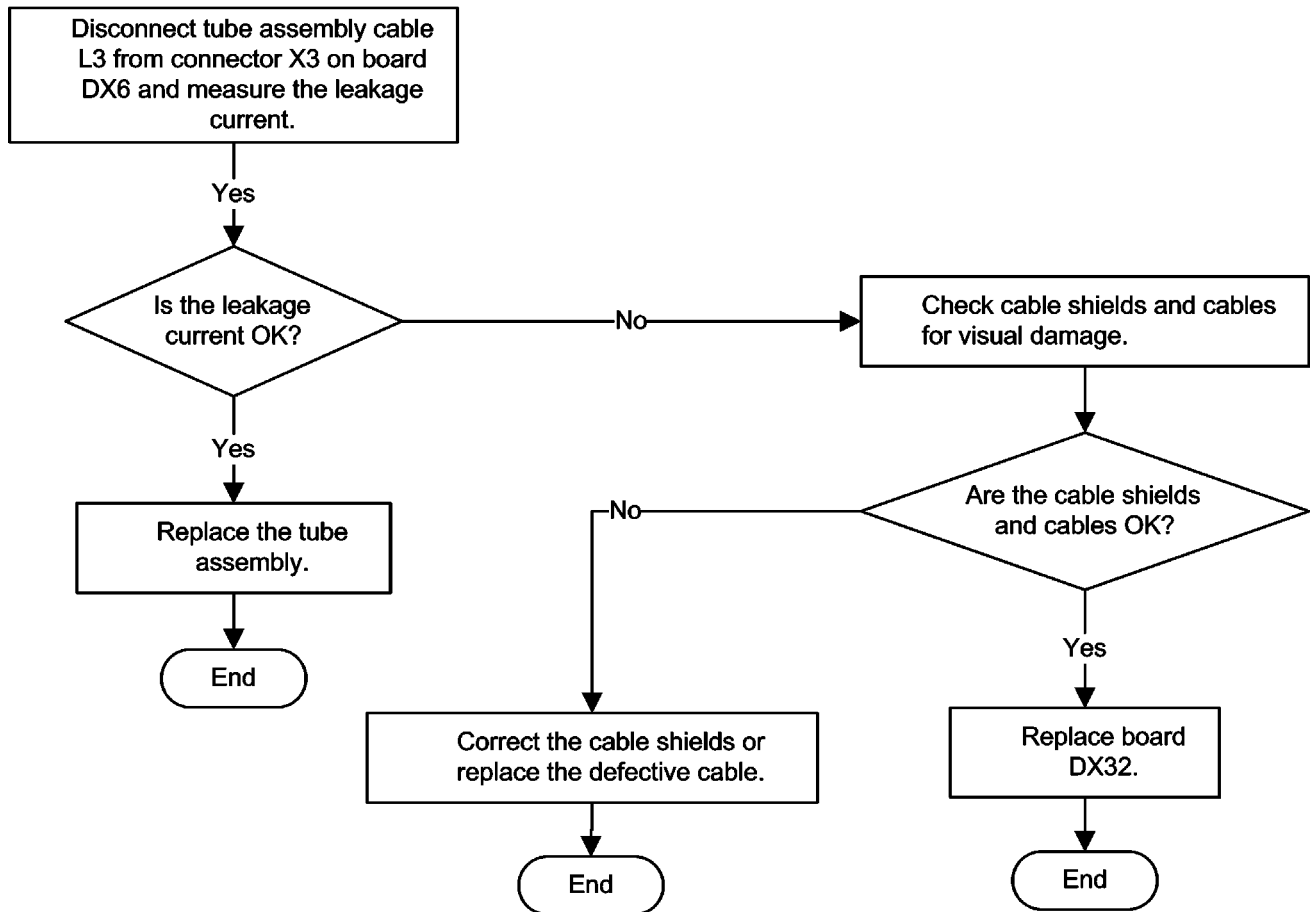 Disconnect tube assembly cable
L3 from connector X3 on board
DX6 and measure the leakage
current.
Yes
Is the leakage
current OK?
No
Check cable shields and cables
for visual damage.
Yes
Replace the tube
assembly.
End
Are the cable shields
and cables OK?
No
Correct the cable shields or
replace the defective cable.
End
Yes
Replace board
DX32.
End